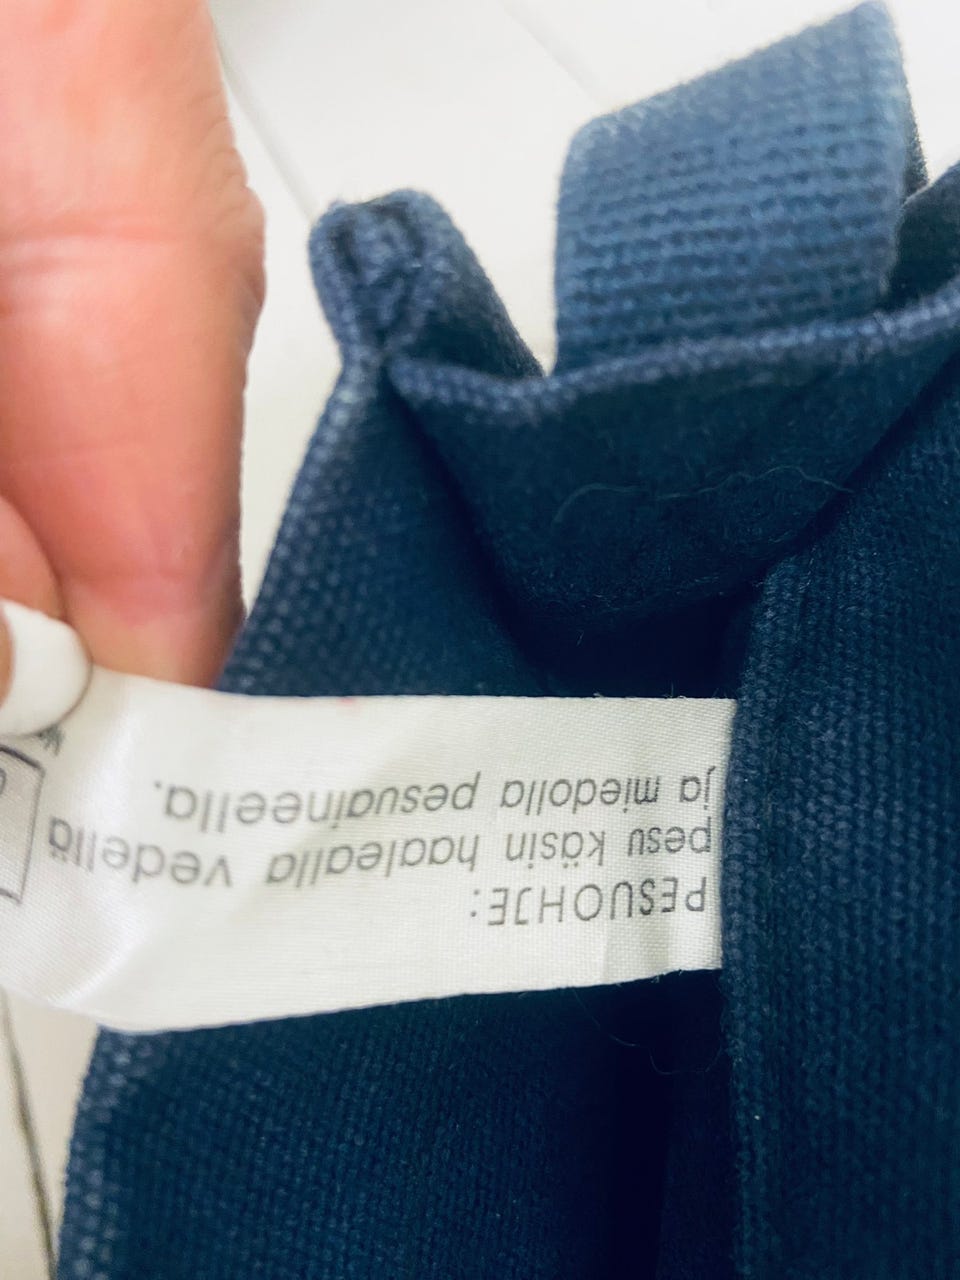 PESUOHJE:
pesu käsin haalealla vedellä
ja miedolla pesuaineella.